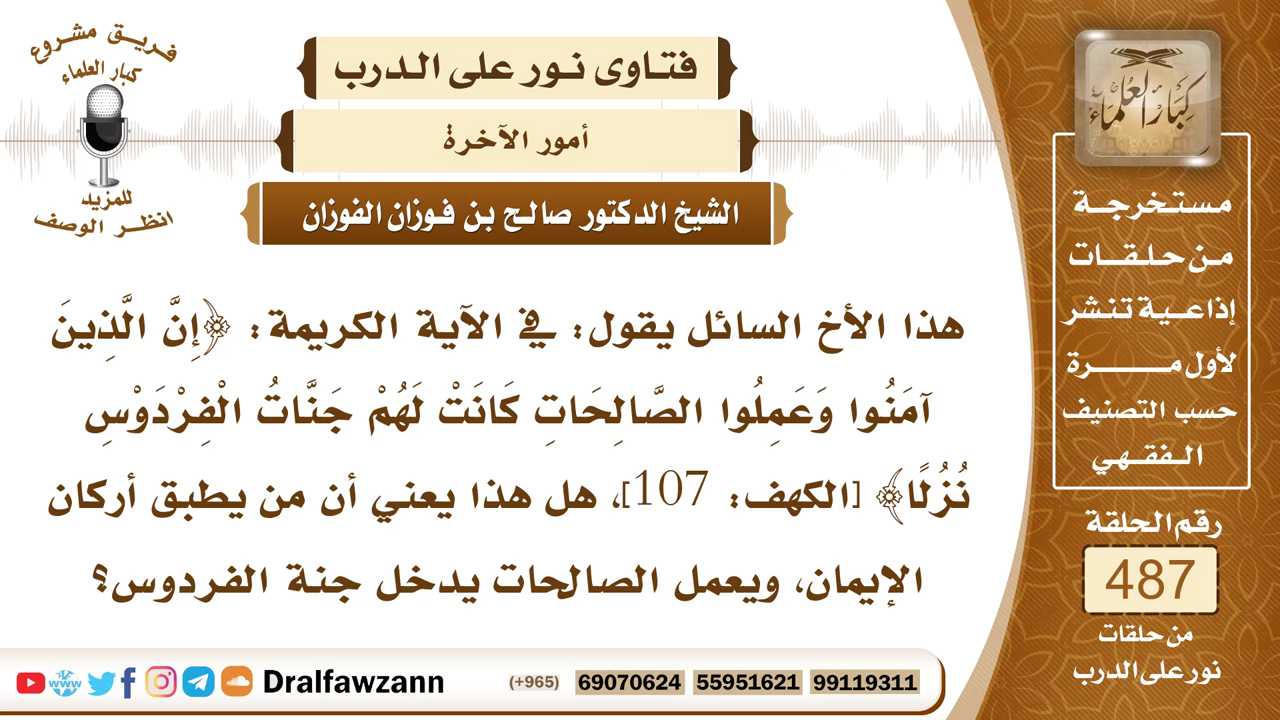 فريق مشروع
كبار العلماء
للمزيد
انظر الوصف
فتاوى نور على الدرب
أمور الآخرة
الشيخ الدكتور صالح بن فوزان الفوزان
هذا الأخ السائل يقول: في الآية الكريمة: ﴿إِنَّ الَّذِينَ
آمَنُوا وَعَمِلُوا الصَّالِحَاتِ كَانَتْ لَهُمْ جَنَّاتُ الْفِرْدَوْسِ
نُزُلًا﴾ [الكهف: 107]، هل هذا يعني أن من يطبق أركان
الإيمان، ويعمل الصالحات يدخل جنة الفردوس؟
كبار العلماء
مستخرجة
من حلقات
إذاعية تنشر
لأول مرة
حسب التصنيف
الفقهي
رقم الحلقة
487
من حلقات
نور على الدرب
www Dralfawzann (+965) 69070624 55951621 99119311